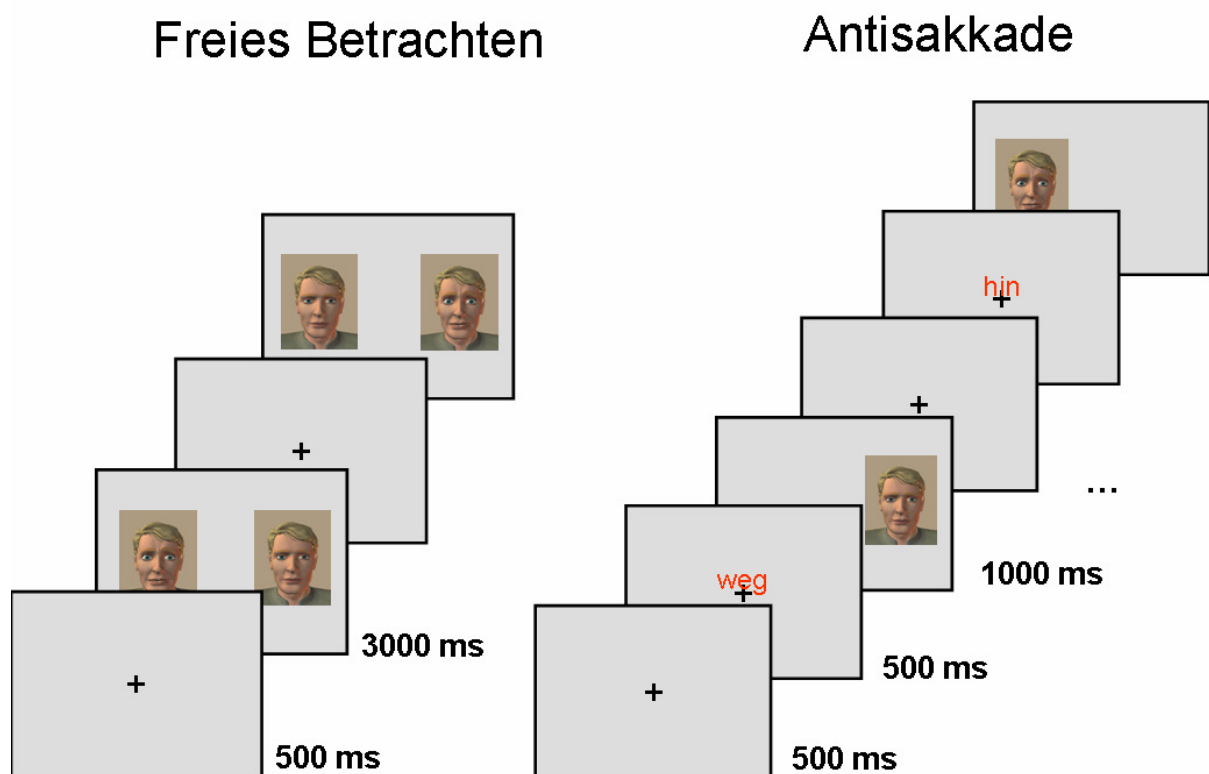 Freies Betrachten
Antisakkade
hin
...
1000 ms
weg
3000 ms
500 ms
500 ms
500 ms